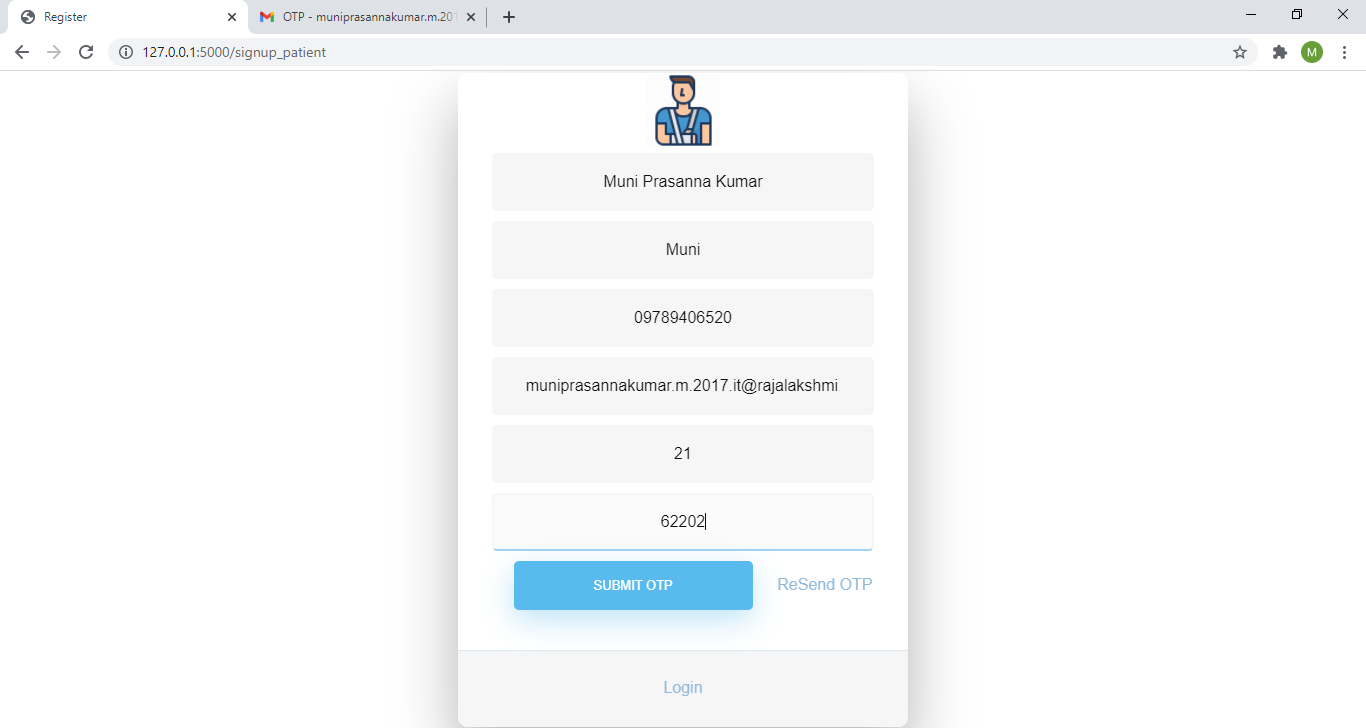 Register
OTP - muniprasannakumar.m.201
127.0.0.1:5000/signup_patient
M
Muni Prasanna Kumar
Muni
09789406520
muniprasannakumar.m.2017.it@rajalakshmi
21
62202
SUBMIT OTP
ReSend OTP
Login